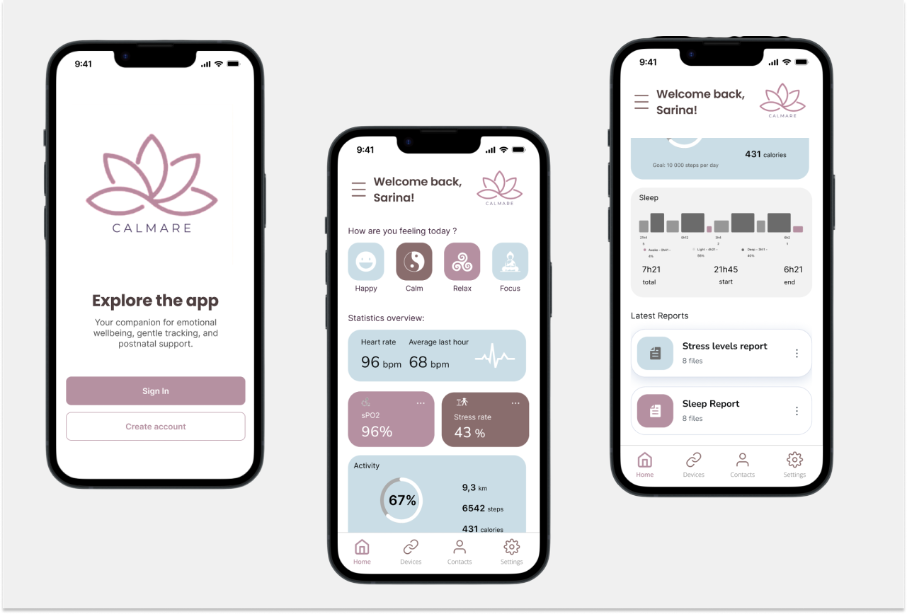 9:41
CALMARE
Explore the app
Your companion for emotional
wellbeing, gentle tracking, and
postnatal support.
Sign In
Create account
9:41
Welcome back,
Sarina!
CALMARE
How are you feeling today ?
Happy Calm Relax Focus
Statistics overview:
Heart rate Average last hour
96 bpm 68 bpm
sPO2
96%
Stress rate
43 %
Activity
67%
9,3 km
6542 steps
431 calories
Home Devices Contacts Settings
9:41
Welcome back,
Sarina!
CALMARE
431 calories
Goal: 10 000 steps per day
Sleep
7h21 21h45 6h21
total start end
Latest Reports
Stress levels report
8 files
Sleep Report
8 files
Home Devices Contacts Settings